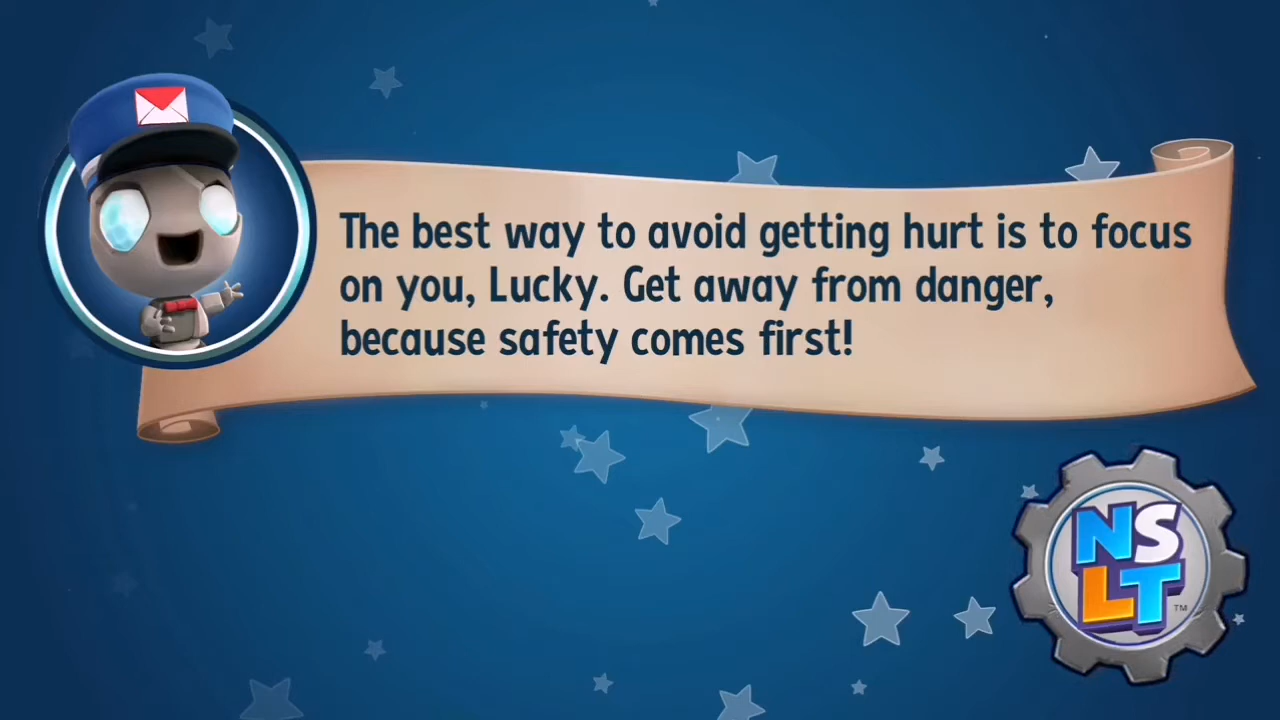 The best way to avoid getting hurt is to focus
on you, Lucky. Get away from danger,
because safety comes first!
NS
LT
TM